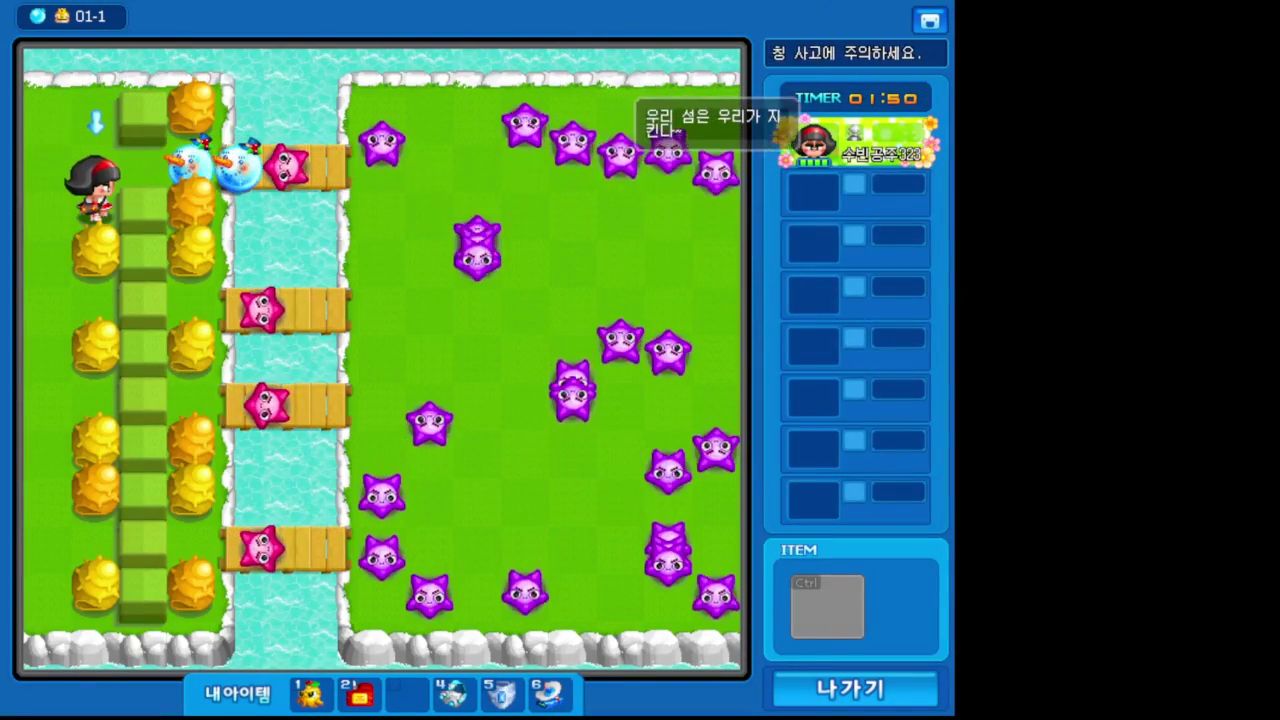 01-1
청 사고에 주의하세요.
TIMER 01:50
우리 섬은 우리가 지
킨다~
수빈공주323
ITEM
Ctrl
내 아이템
1
2
4
5
6
나가기